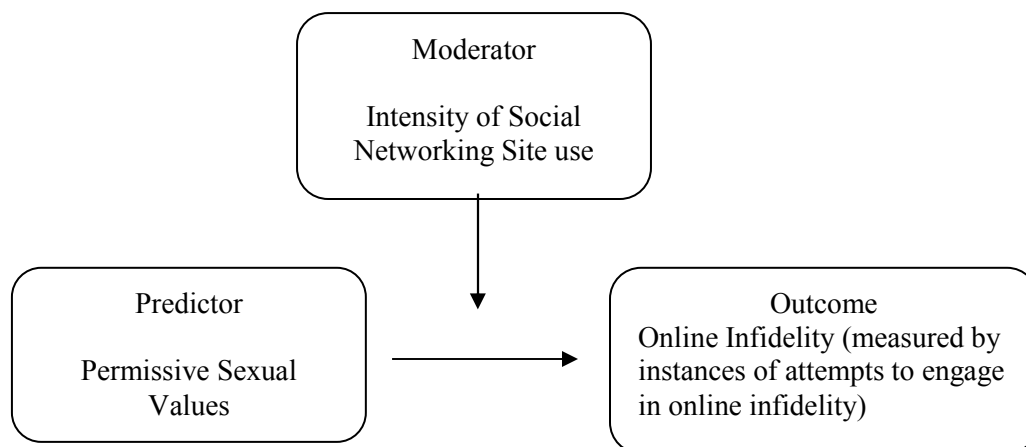 Moderator
Intensity of Social
Networking Site use
Predictor
Permissive Sexual
Values
Outcome
Online Infidelity (measured by
instances of attempts to engage
in online infidelity)